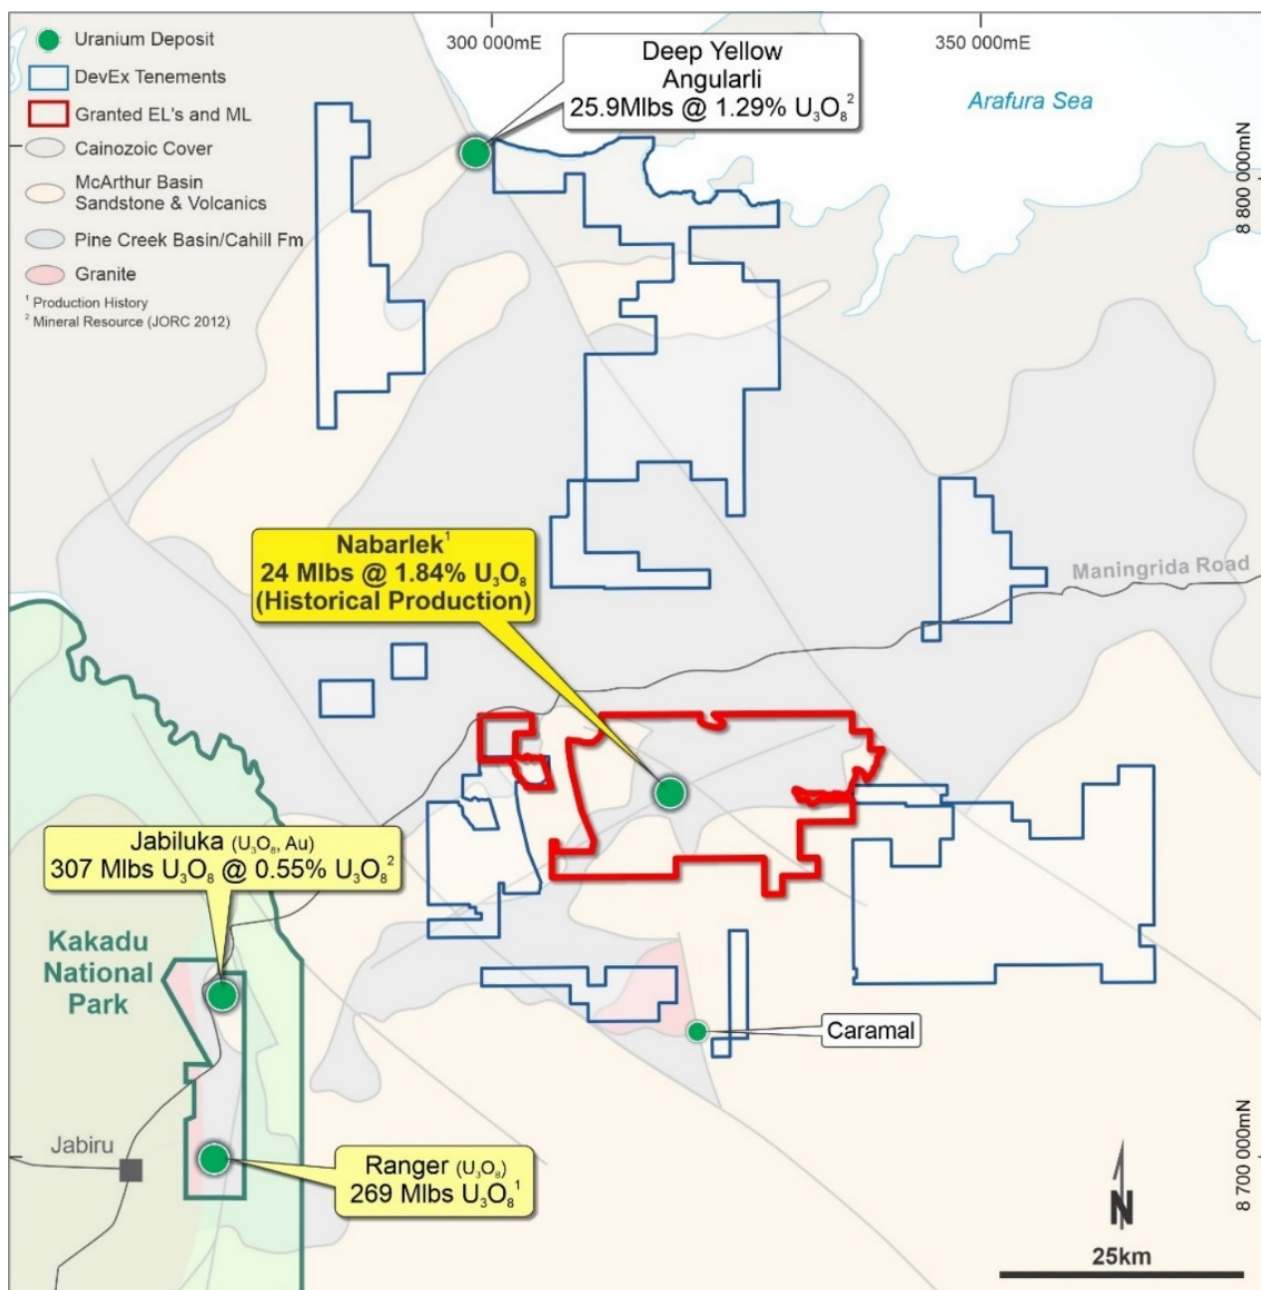 Uranium Deposit
DevEx Tenements
Granted EL's and ML
Cainozoic Cover
McArthur Basin
Sandstone & Volcanics
Pine Creek Basin/Cahill Fm
Granite
¹ Production History
² Mineral Resource (JORC 2012)
300 000mE
350 000mE
Deep Yellow
Angularli
25.9Mlbs @ 1.29% U₃O₈²
Arafura Sea
8 800 000mN
Nabarlek¹
24 Mlbs @ 1.84% U₃O₈
(Historical Production)
Maningrida Road
Jabiluka (U₃O₈, Au)
307 Mlbs U₃O₈ @ 0.55% U₃O₈²
Kakadu
National
Park
Caramal
Jabiru
Ranger (U₃O₈)
269 Mlbs U₃O₈¹
8 700 000mN
N
25km